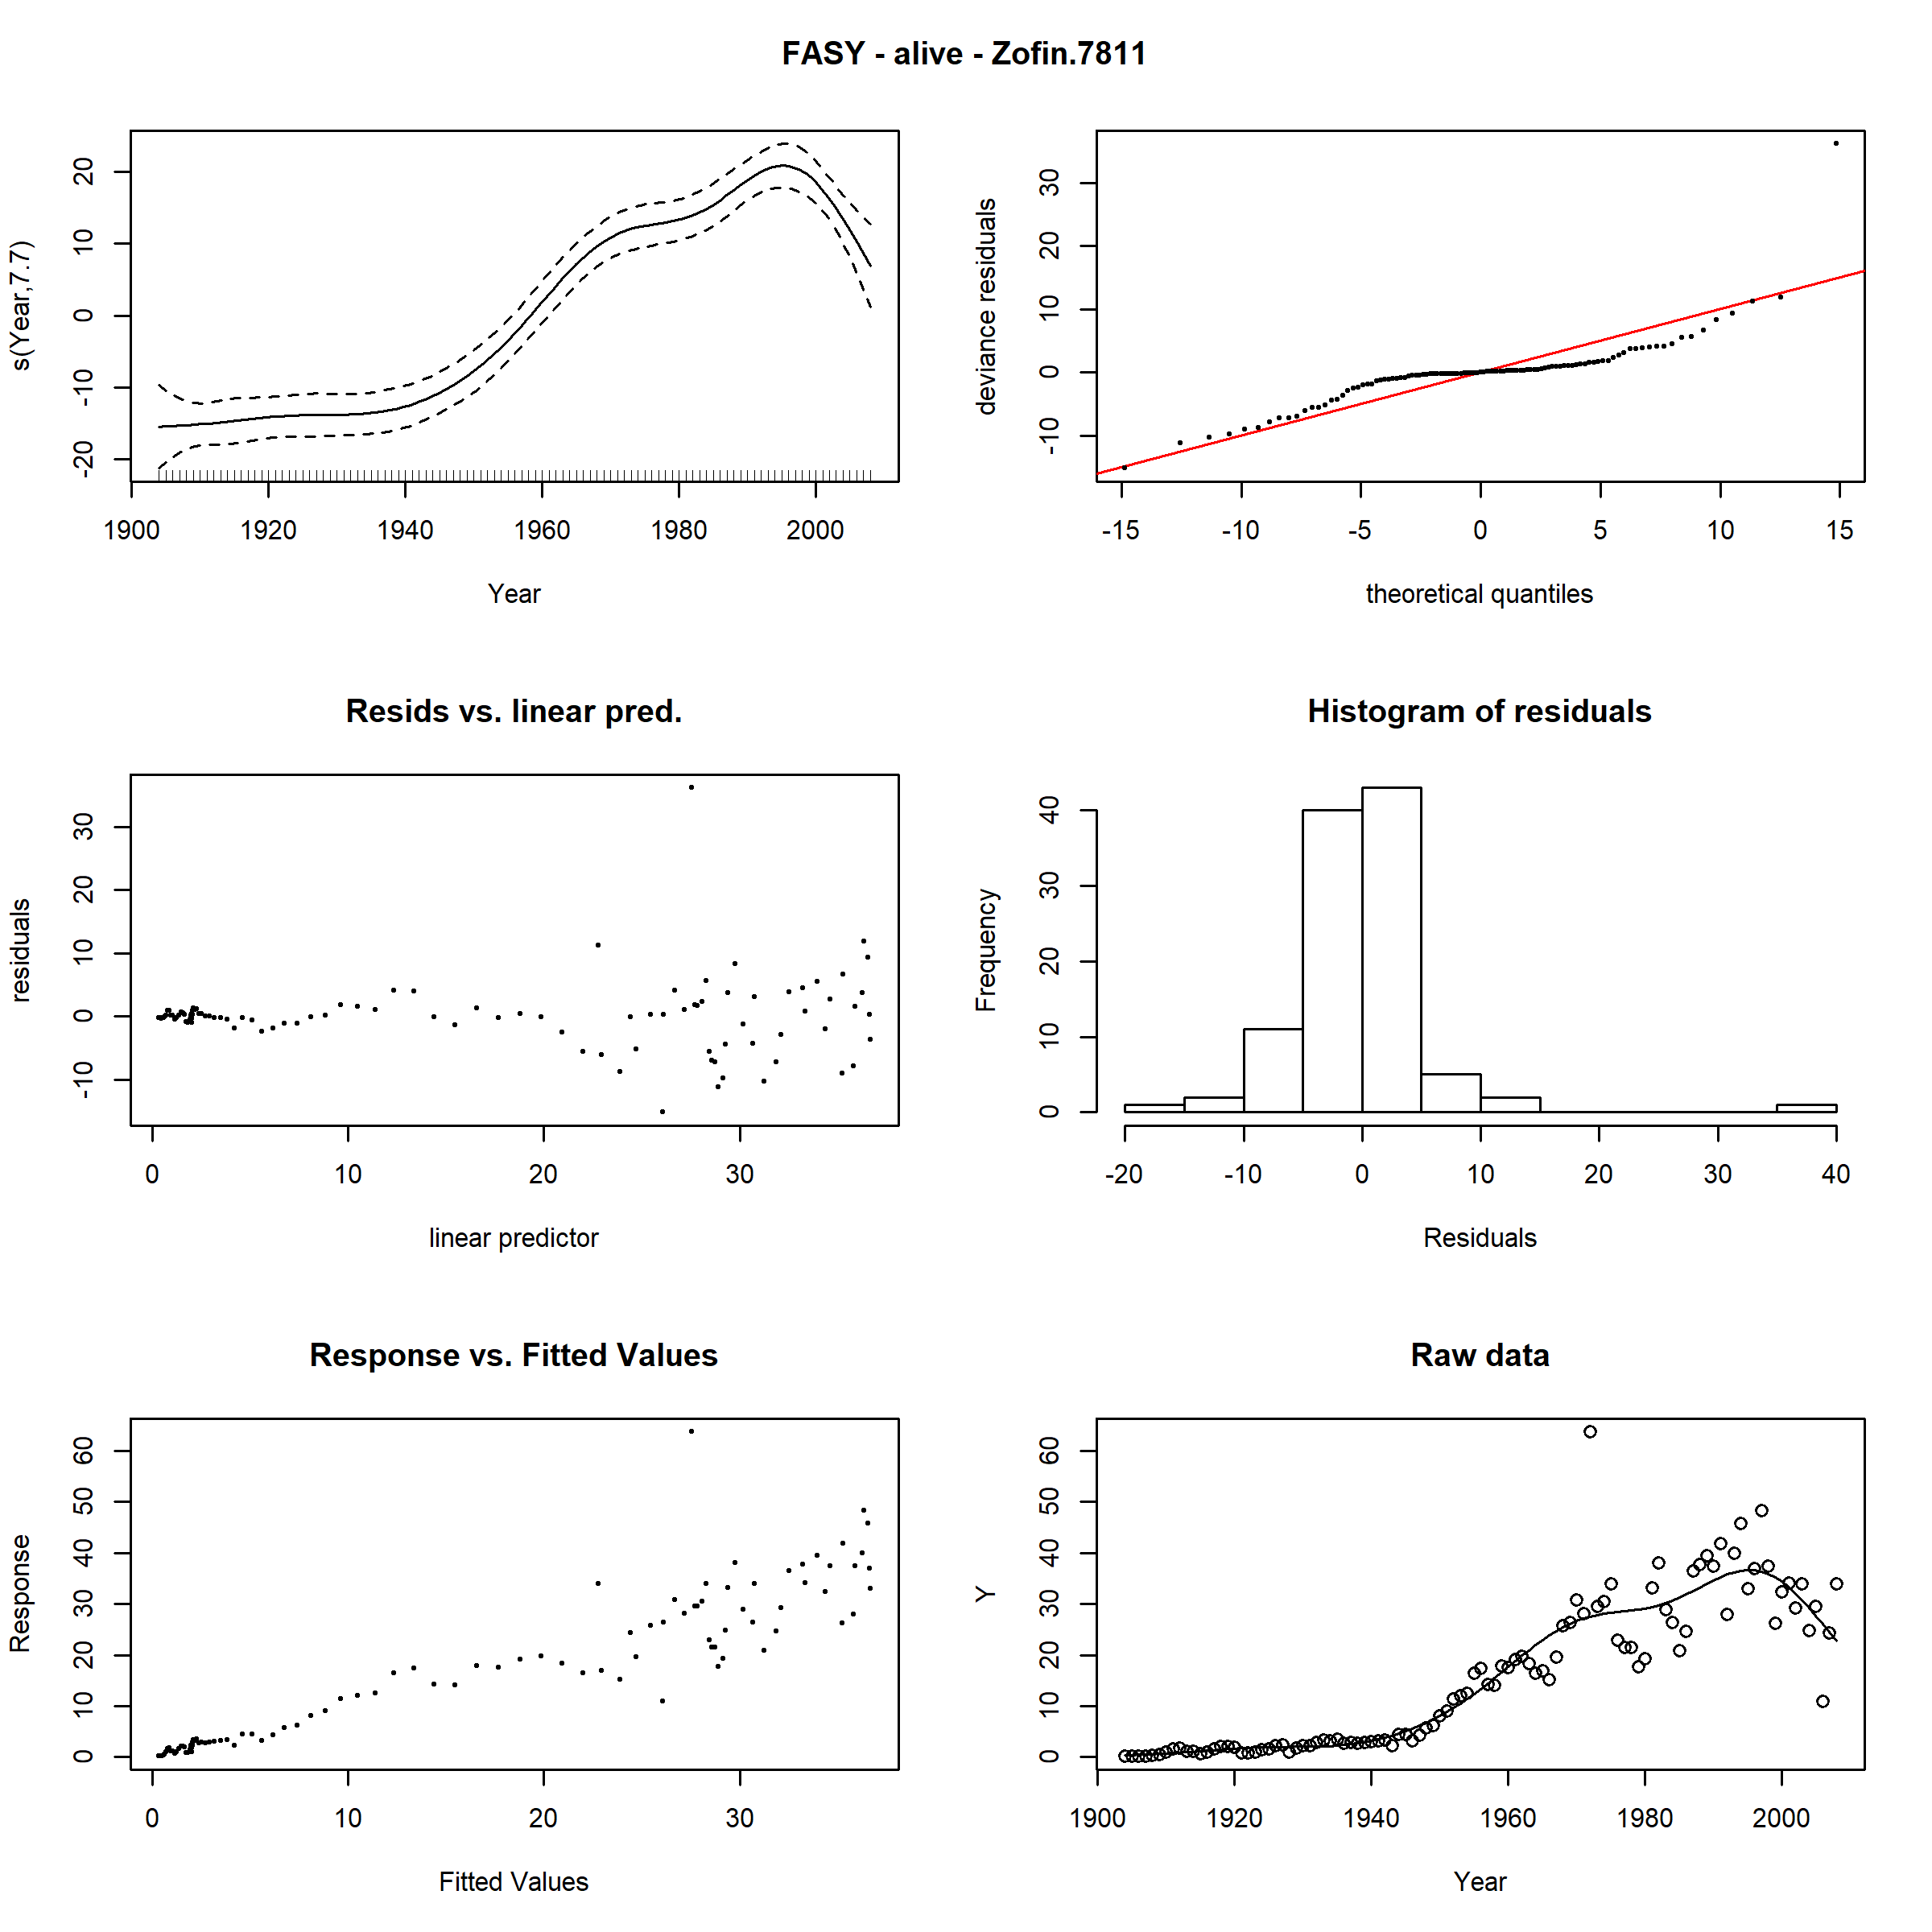 FASY - alive - Zofin.7811
s(Year,7.7)
20
10
0
-10
-20
1900 1920 1940 1960 1980 2000
Year
deviance residuals
30
20
10
0
-10
-15 -10 -5 0 5 10 15
theoretical quantiles
Resids vs. linear pred.
residuals
30
20
10
0
-10
0 10 20 30
linear predictor
Histogram of residuals
Frequency
40
30
20
10
0
-20 -10 0 10 20 30 40
Residuals
Response vs. Fitted Values
Response
60
50
40
30
20
10
0
0 10 20 30
Fitted Values
Raw data
Y
60
50
40
30
20
10
0
1900 1920 1940 1960 1980 2000
Year